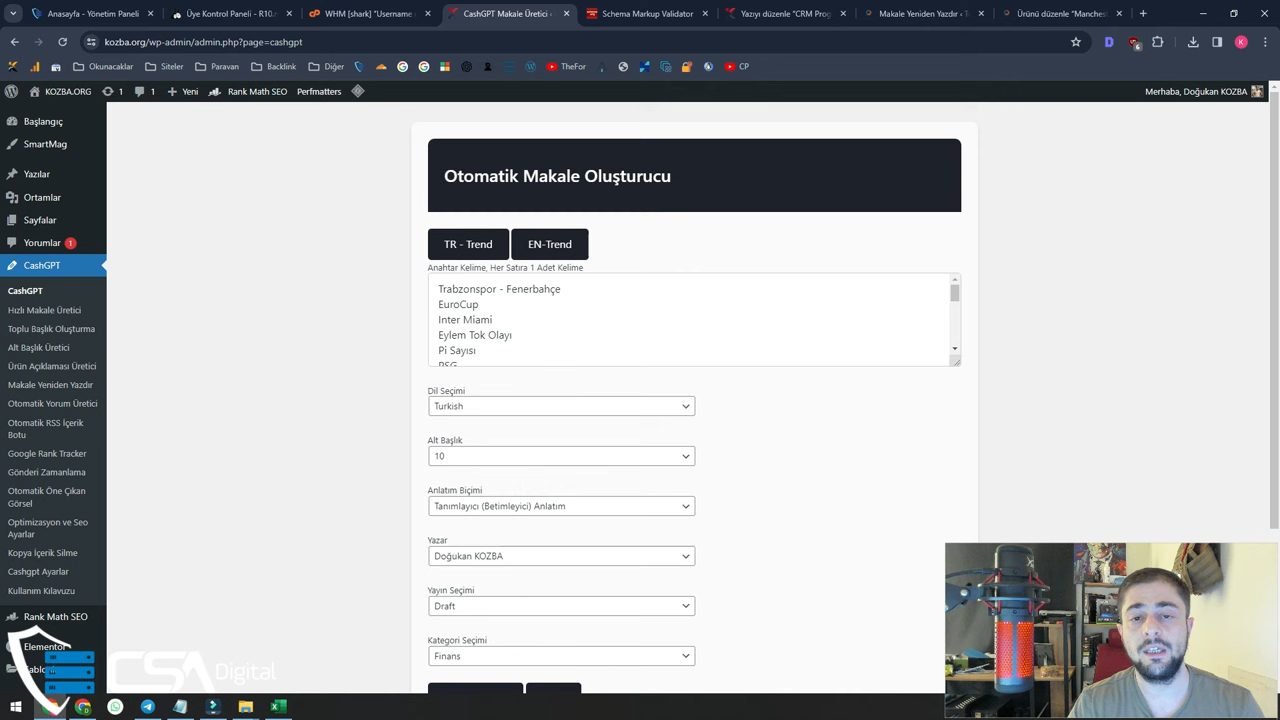 Anasayfa - Yönetim Paneli
Üye Kontrol Paneli - R10.n
WHM [shark] "Username
CashGPT Makale Üretici
Schema Markup Validator
Yazıyı düzenle "CRM Prog
Makale Yeniden Yazdır ‹ T
Ürünü düzenle "Manches
kozba.org/wp-admin/admin.php?page=cashgpt
Okunacaklar
Siteler
Paravan
Backlink
Diğer
TheFor
CP
KOZBA.ORG
1
1
Yeni
Rank Math SEO
Perfmatters
Merhaba, Doğukan KOZBA
Başlangıç
SmartMag
Yazılar
Ortamlar
Sayfalar
Yorumlar 1
CashGPT
CashGPT
Hızlı Makale Üretici
Toplu Başlık Oluşturma
Alt Başlık Üretici
Ürün Açıklaması Üretici
Makale Yeniden Yazdır
Otomatik Yorum Üretici
Otomatik RSS İçerik
Botu
Google Rank Tracker
Gönderi Zamanlama
Otomatik Öne Çıkan
Görsel
Optimizasyon ve Seo
Ayarlar
Kopya İçerik Silme
Cashgpt Ayarlar
Kullanım Kılavuzu
Rank Math SEO
Elementor
CSA Digital
Otomatik Makale Oluşturucu
TR - Trend
EN-Trend
Anahtar Kelime, Her Satıra 1 Adet Kelime
Trabzonspor - Fenerbahçe
EuroCup
Inter Miami
Eylem Tok Olayı
Pi Sayısı
PSG
Dil Seçimi
Turkish
Alt Başlık
10
Anlatım Biçimi
Tanımlayıcı (Betimleyici) Anlatım
Yazar
Doğukan KOZBA
Yayın Seçimi
Draft
Kategori Seçimi
Finans